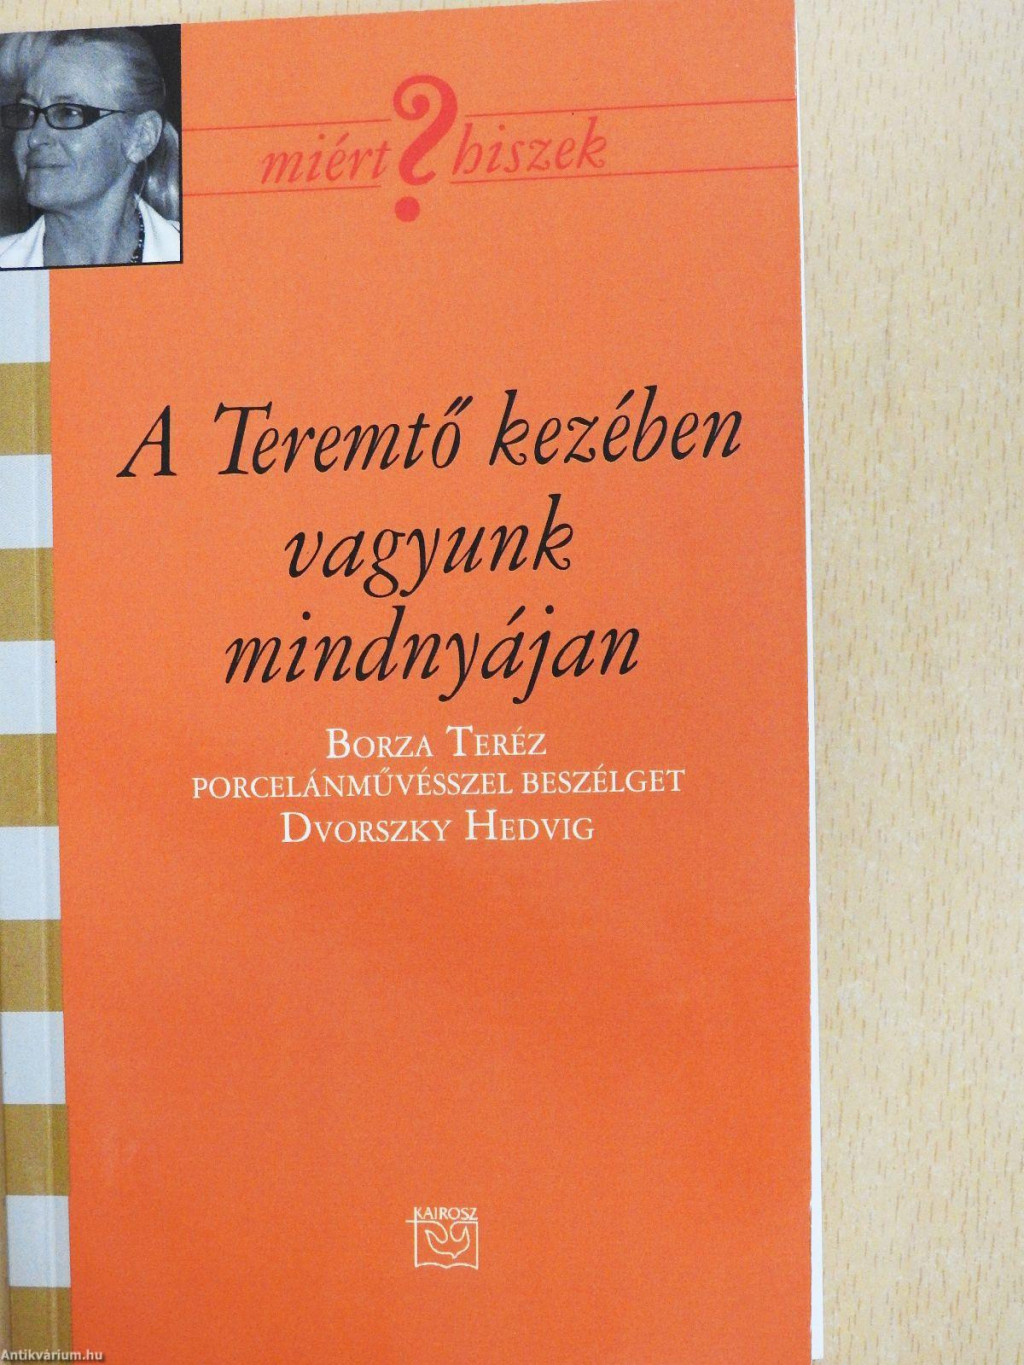 miért ? hiszek
A Teremtő kezében
vagyunk
mindnyájan
BORZA TERÉZ
PORCELÁNMŰVÉSSZEL BESZÉLGET
DVORSZKY HEDVIG
KAIROSZ
Antikvárium.hu